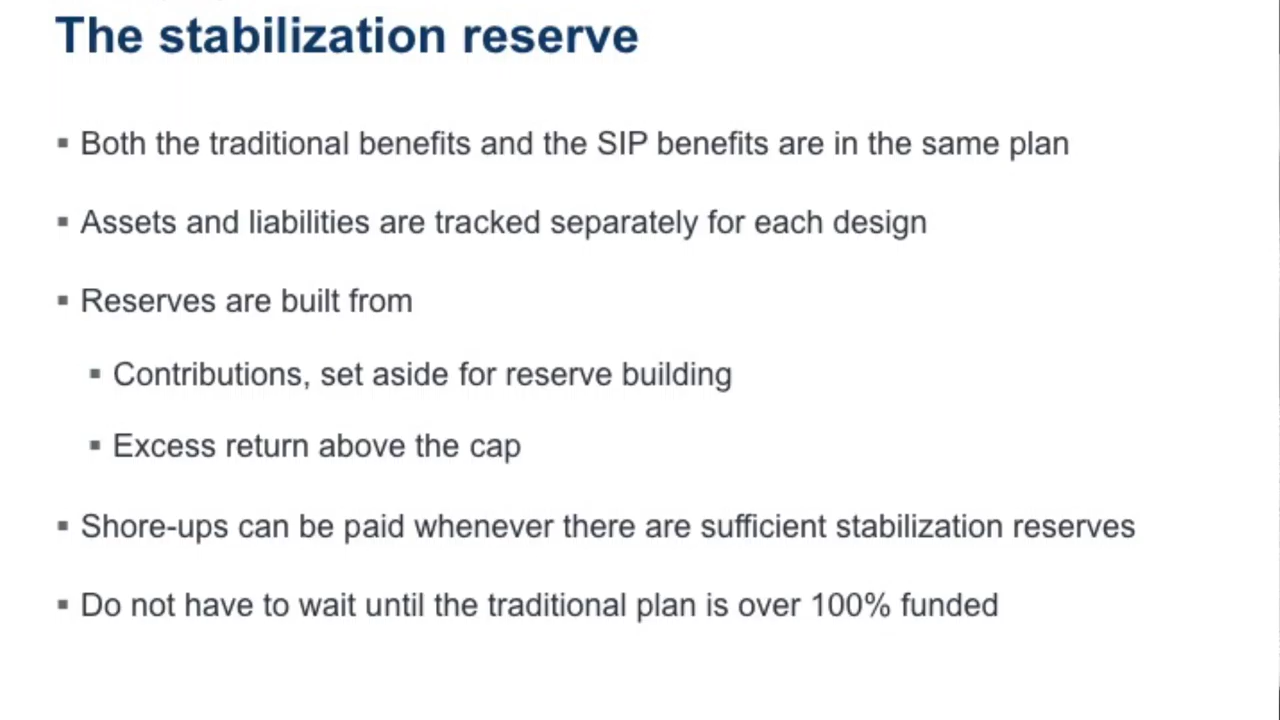 The stabilization reserve
▪ Both the traditional benefits and the SIP benefits are in the same plan
▪ Assets and liabilities are tracked separately for each design
▪ Reserves are built from
▪ Contributions, set aside for reserve building
▪ Excess return above the cap
▪ Shore-ups can be paid whenever there are sufficient stabilization reserves
▪ Do not have to wait until the traditional plan is over 100% funded